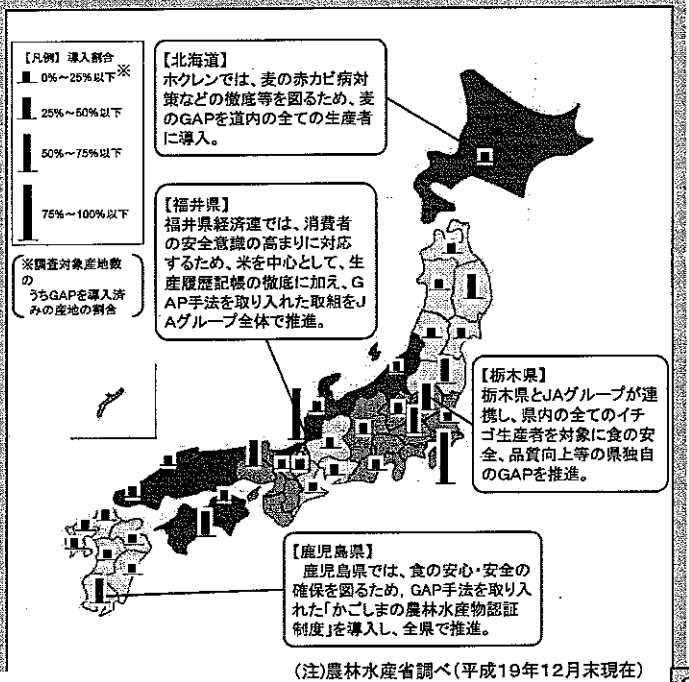 【凡例】導入割合
0%~25%以下※
25%~50%以下
50%~75%以下
75%~100%以下
※調査対象産地数
の
うちGAPを導入済
みの産地の割合
【北海道】
ホクレンでは、麦の赤カビ病対
策などの徹底等を図るため、麦
のGAPを道内の全ての生産者
に導入。
【福井県】
福井県経済連では、消費者
の安全意識の高まりに対応
するため、米を中心として、生
産履歴記帳の徹底に加え、G
AP手法を取り入れた取組をJ
Aグループ全体で推進。
【栃木県】
栃木県とJAグループが連
携し、県内の全てのイチ
ゴ生産者を対象に食の安
全、品質向上等の県独自
のGAPを推進。
【鹿児島県】
鹿児島県では、食の安心・安全の
確保を図るため,GAP手法を取り入
れた「かごしまの農林水産物認証
制度」を導入し、全県で推進。
(注)農林水産省調べ(平成19年12月末現在)